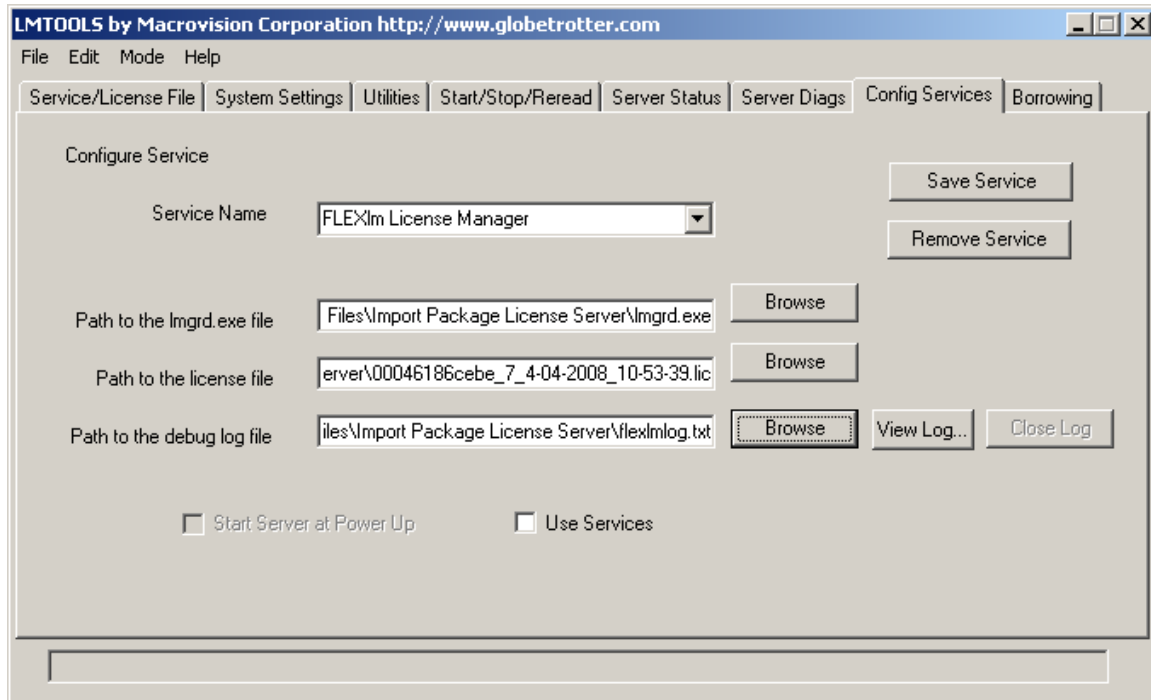 LMTOOLS by Macrovision Corporation http://www.globetrotter.com
File Edit Mode Help
Service/License File System Settings Utilities Start/Stop/Reread Server Status Server Diags Config Services Borrowing
Configure Service
Save Service
Service Name FLEXlm License Manager
Remove Service
Path to the lmgrd.exe file Files\Import Package License Server\lmgrd.exe Browse
Path to the license file erver\00046186cebe_7_4-04-2008_10-53-39.lic Browse
Path to the debug log file iles\Import Package License Server\flexlmlog.txt Browse View Log... Close Log
Start Server at Power Up Use Services